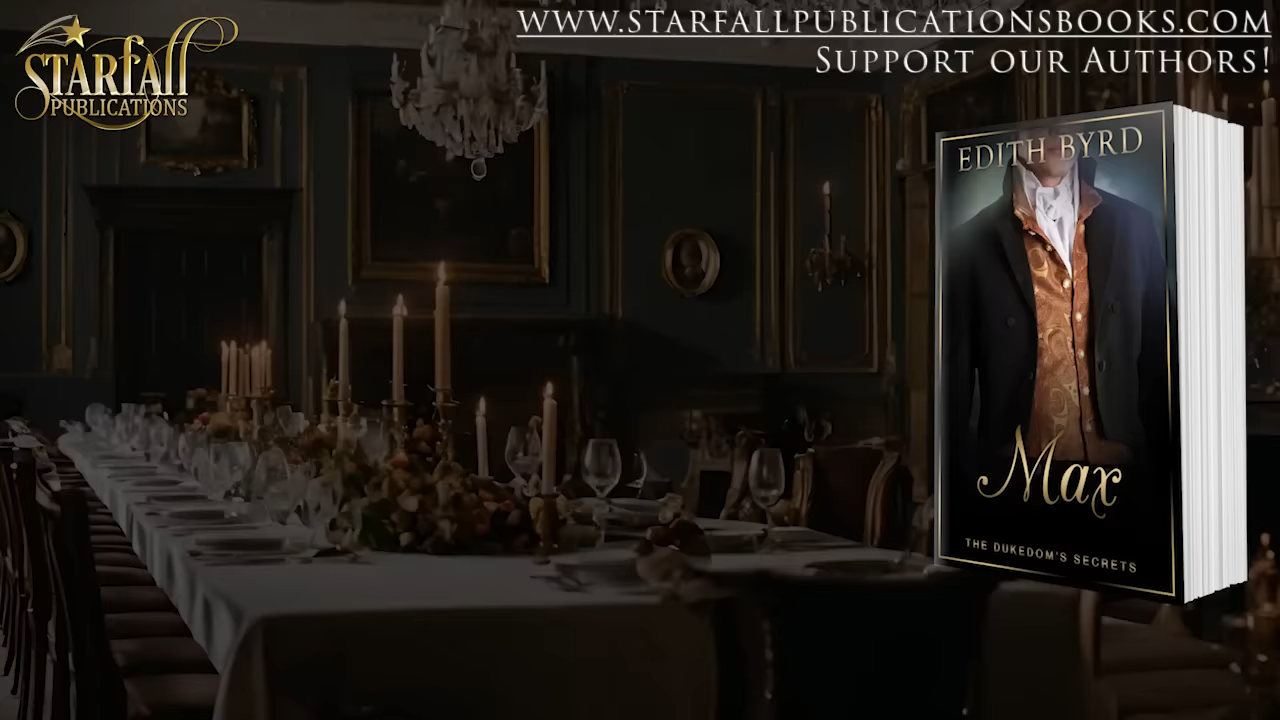 STARfall
PUBLICATIONS
WWW.STARFALLPUBLICATIONSBOOKS.COM
SUPPORT OUR AUTHORS!
EDITH BYRD
Max
THE DUKEDOM'S SECRETS